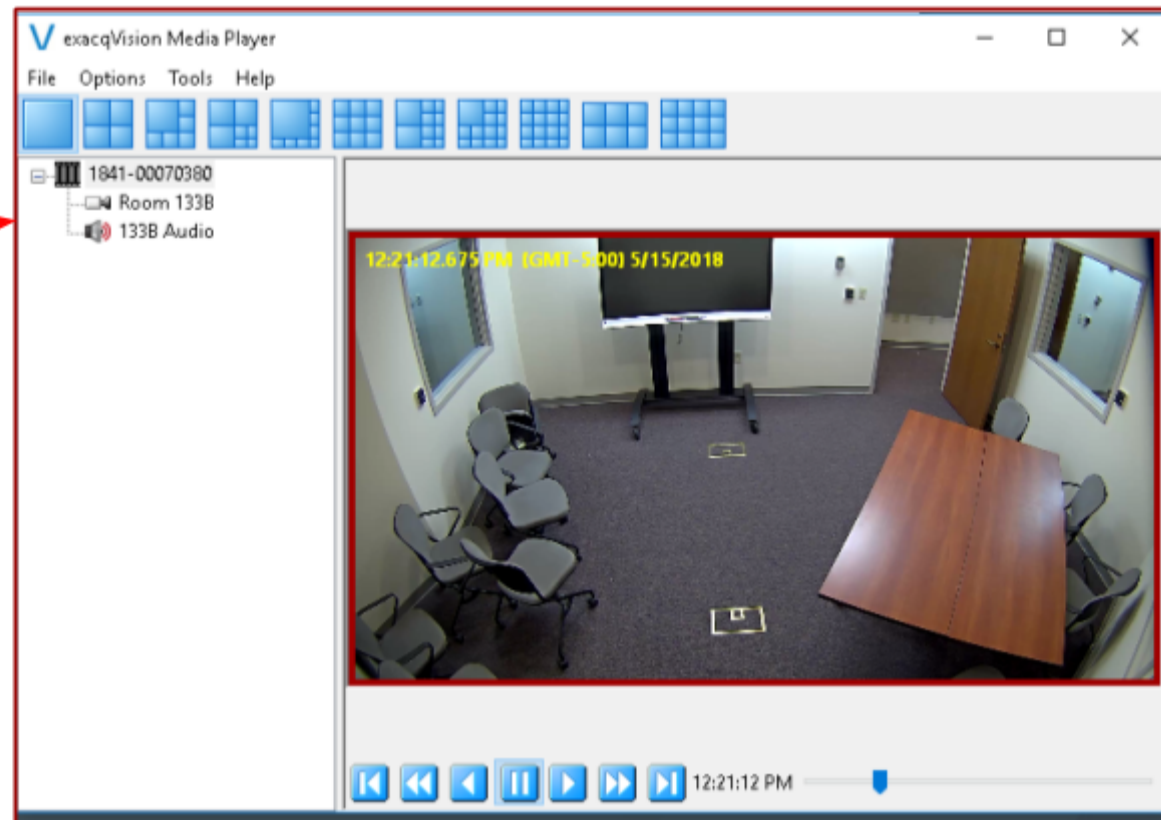 exacqVision Media Player
File Options Tools Help
1841-00070380
Room 133B
133B Audio
12:21:12.675 PM (GMT-5:00) 5/15/2018
12:21:12 PM